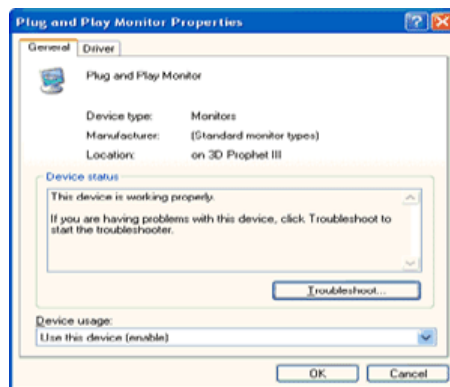 Plug and Play Monitor Properties
General
Driver
Plug and Play Monitor
Device type: Monitors
Manufacturer: (Standard monitor types)
Location: on 3D Prophet III
Device status
This device is working properly.
If you are having problems with this device, click Troubleshoot to
start the troubleshooter.
Troubleshoot...
Device usage:
Use this device (enable)
OK
Cancel